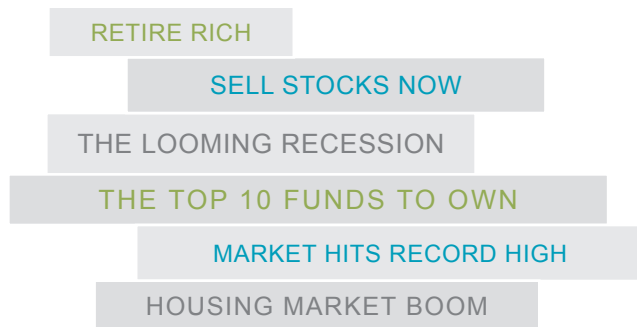 RETIRE RICH
SELL STOCKS NOW
THE LOOMING RECESSION
THE TOP 10 FUNDS TO OWN
MARKET HITS RECORD HIGH
HOUSING MARKET BOOM